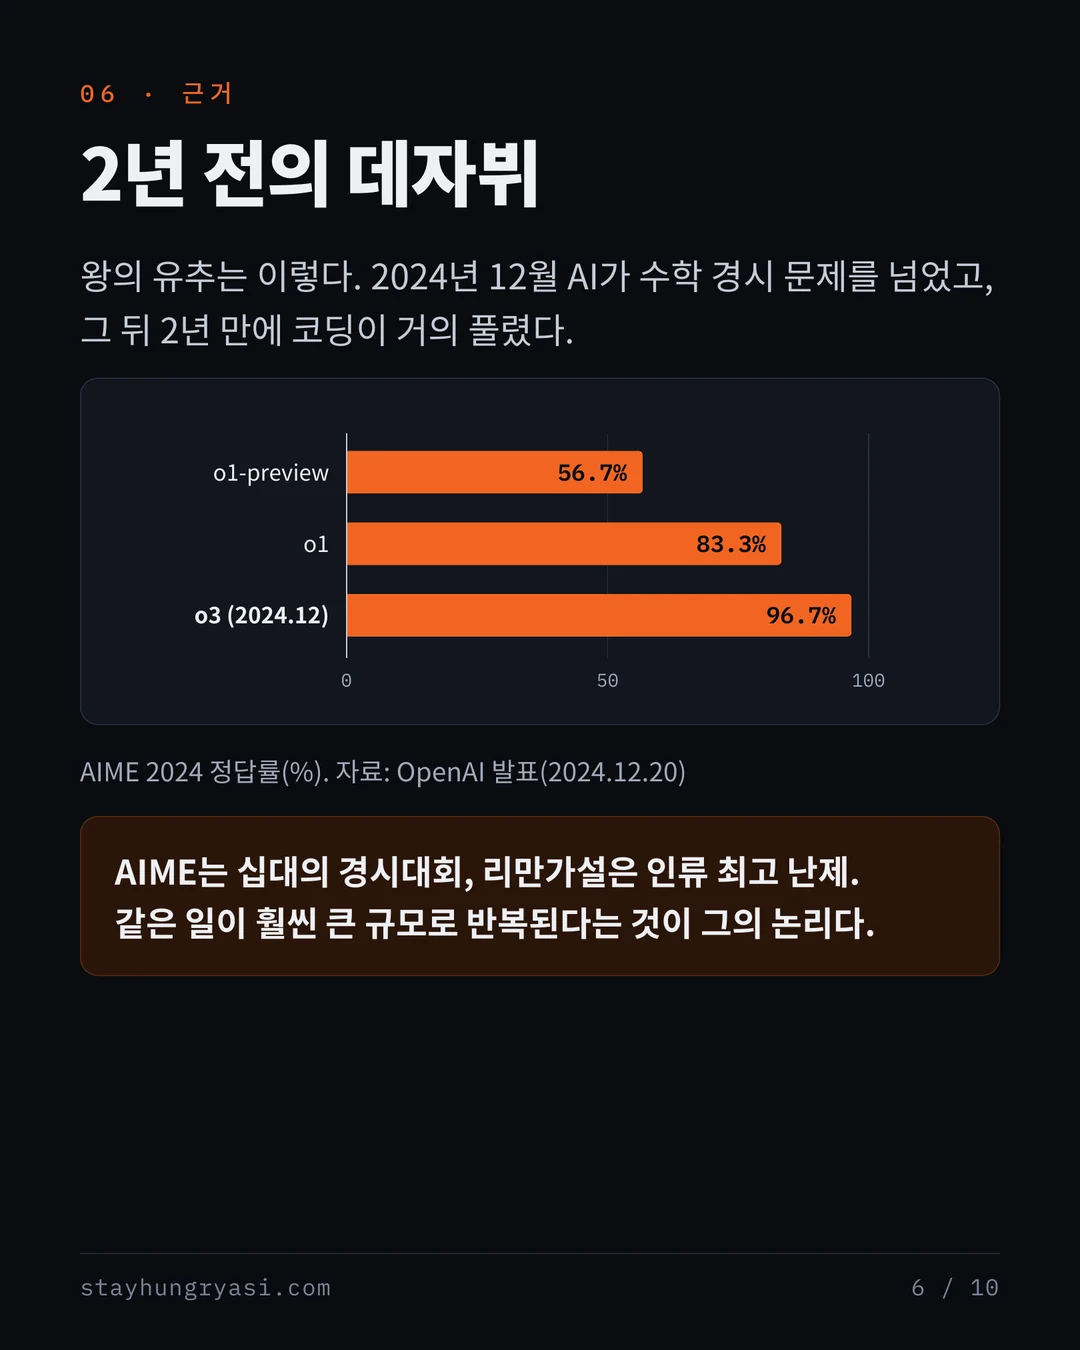 06 · 근거
2년 전의 데자뷔
왕의 유추는 이렇다. 2024년 12월 AI가 수학 경시 문제를 넘었고,
그 뒤 2년 만에 코딩이 거의 풀렸다.
o1-preview
56.7%
o1
83.3%
o3 (2024.12)
96.7%
0 50 100
AIME 2024 정답률(%). 자료: OpenAI 발표(2024.12.20)
AIME는 십대의 경시대회, 리만가설은 인류 최고 난제.
같은 일이 훨씬 큰 규모로 반복된다는 것이 그의 논리다.
stayhungryasi.com
6 / 10